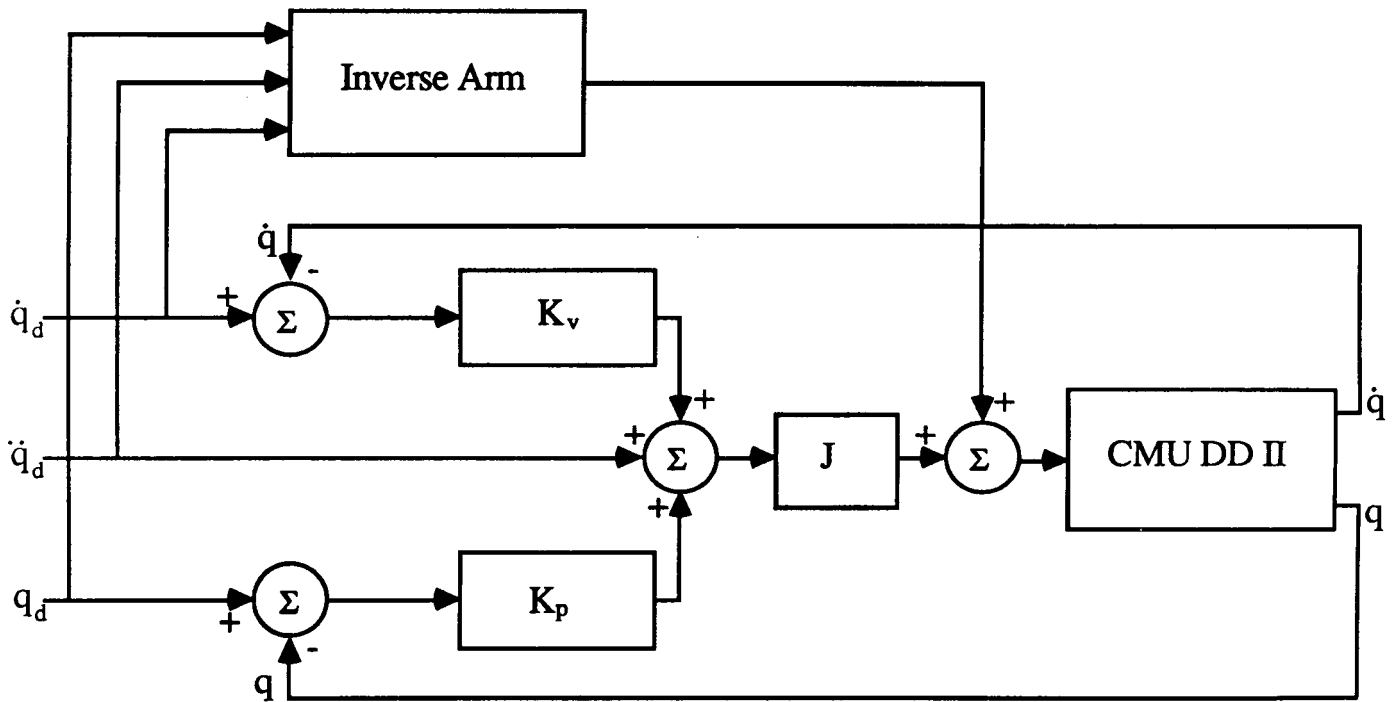 Inverse Arm
q̇
-
q̇d
+
Σ
Kv
+
q̈d
+
Σ
+
J
+
Σ
+
CMU DD II
q̇
q
qd
+
Σ
-
Kp
q